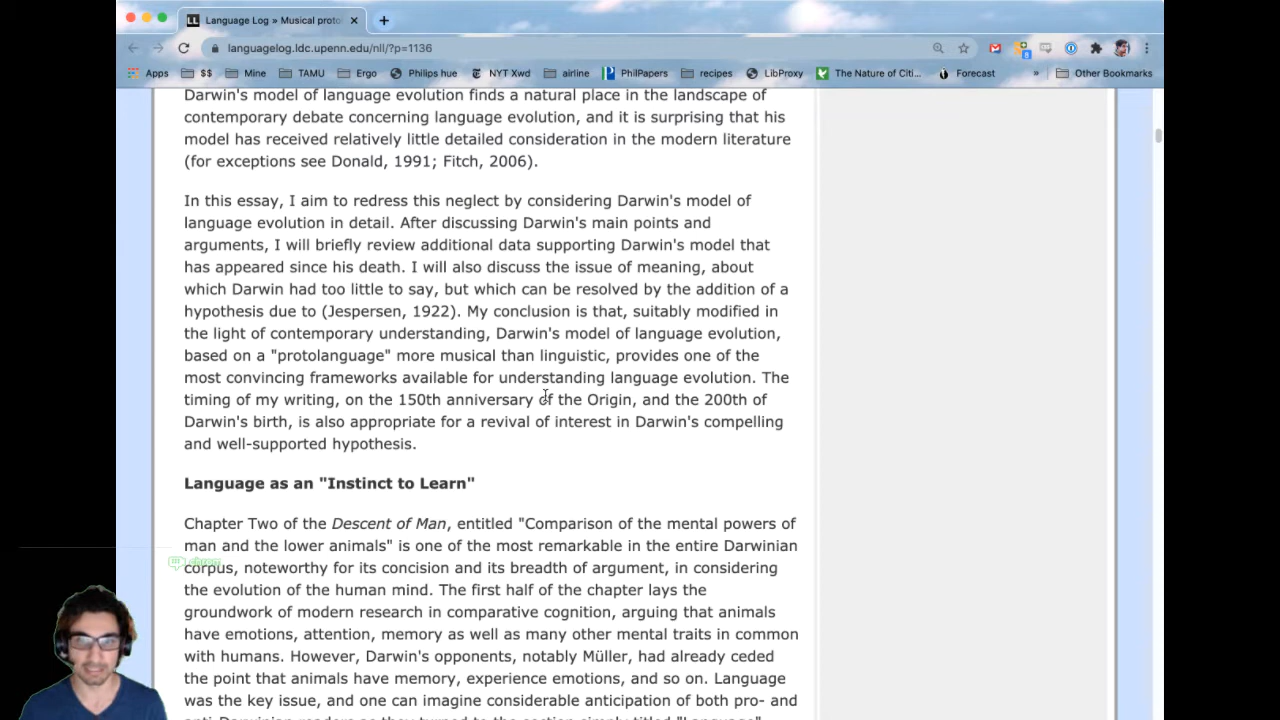 Language Log » Musical proto
languagelog.ldc.upenn.edu/nll/?p=1136
8
Apps $$ Mine TAMU Ergo Philips hue NYT Xwd airline PhilPapers recipes LibProxy The Nature of Citi... Forecast » Other Bookmarks
Darwin's model of language evolution finds a natural place in the landscape of
contemporary debate concerning language evolution, and it is surprising that his
model has received relatively little detailed consideration in the modern literature
(for exceptions see Donald, 1991; Fitch, 2006).
In this essay, I aim to redress this neglect by considering Darwin's model of
language evolution in detail. After discussing Darwin's main points and
arguments, I will briefly review additional data supporting Darwin's model that
has appeared since his death. I will also discuss the issue of meaning, about
which Darwin had too little to say, but which can be resolved by the addition of a
hypothesis due to (Jespersen, 1922). My conclusion is that, suitably modified in
the light of contemporary understanding, Darwin's model of language evolution,
based on a "protolanguage" more musical than linguistic, provides one of the
most convincing frameworks available for understanding language evolution. The
timing of my writing, on the 150th anniversary of the Origin, and the 200th of
Darwin's birth, is also appropriate for a revival of interest in Darwin's compelling
and well-supported hypothesis.
Language as an "Instinct to Learn"
Chapter Two of the Descent of Man, entitled "Comparison of the mental powers of
man and the lower animals" is one of the most remarkable in the entire Darwinian
corpus, noteworthy for its concision and its breadth of argument, in considering
the evolution of the human mind. The first half of the chapter lays the
groundwork of modern research in comparative cognition, arguing that animals
have emotions, attention, memory as well as many other mental traits in common
with humans. However, Darwin's opponents, notably Müller, had already ceded
the point that animals have memory, experience emotions, and so on. Language
was the key issue, and one can imagine considerable anticipation of both pro- and
anti-Darwinian readers as they turned to the section simply titled "Language".